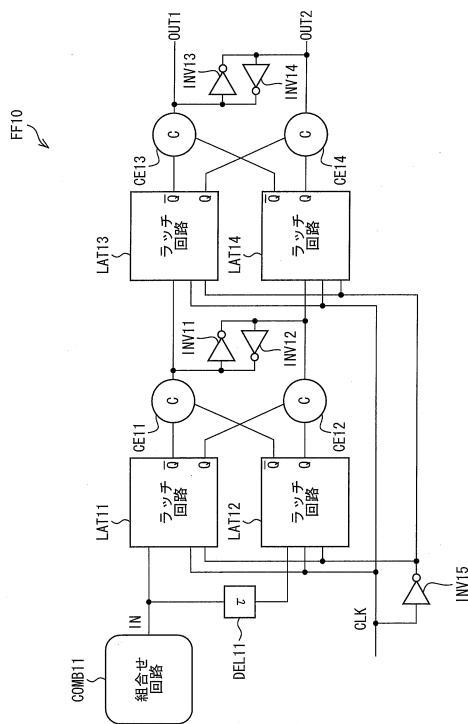 FF10
COMB11
組合せ
回路
IN
DEL11
τ
CLK
INV15
LAT11
ラッチ
回路
Q
Q
LAT12
ラッチ
回路
Q
Q
CE11
C
CE12
C
INV11
INV12
LAT13
ラッチ
回路
Q
Q
LAT14
ラッチ
回路
Q
Q
CE13
C
CE14
C
INV13
INV14
OUT1
OUT2